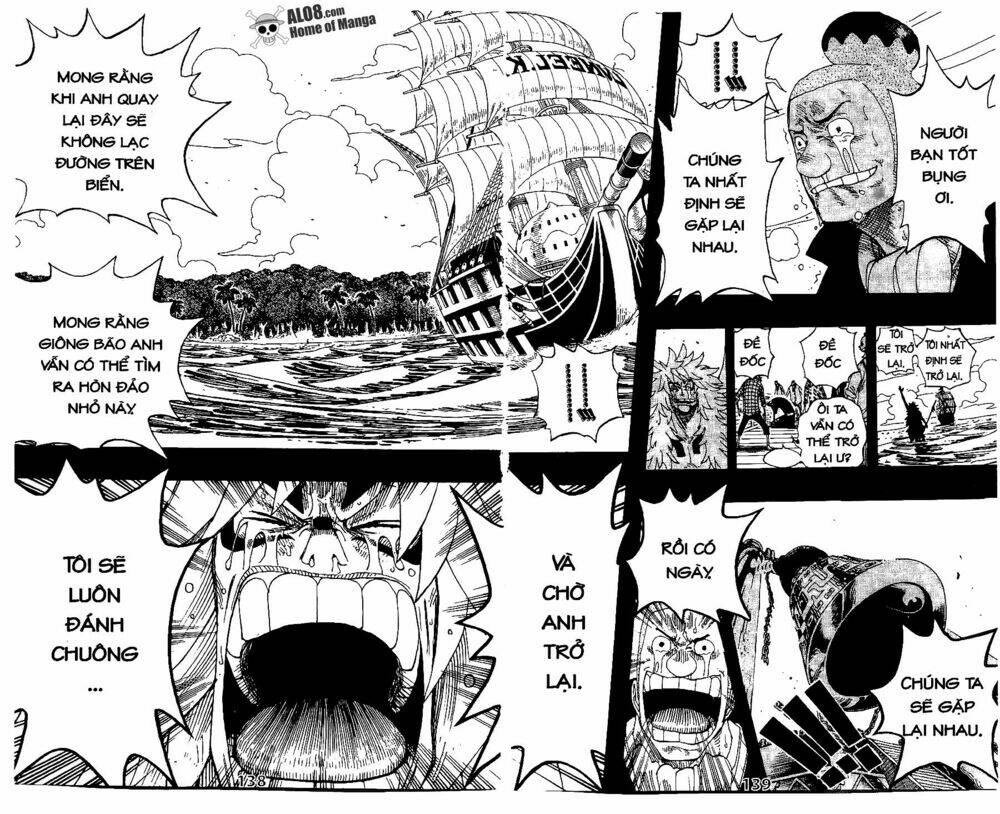 AL08.com
Home of Manga
NGƯỜI
BẠN TỐT
BỤNG
ƠI.
CHÚNG
TA NHẤT
ĐỊNH SẼ
GẶP LẠI
NHAU.
TÔI
SẼ TRỞ
LẠI.
TÔI NHẤT
ĐỊNH SẼ
TRỞ LẠI.
ĐỀ
ĐỐC
ĐỀ
ĐỐC
ÔI TA
VẪN CÓ
THỂ TRỞ
LẠI Ư?
RỒI CÓ
NGÀY.
CHÚNG TA
SẼ GẶP
LẠI NHAU.
MONG RẰNG
KHI ANH QUAY
LẠI ĐÂY SẼ
KHÔNG LẠC
ĐƯỜNG TRÊN
BIỂN.
MONG RẰNG
GIÔNG BÃO ANH
VẪN CÓ THỂ TÌM
RA HÒN ĐẢO
NHỎ NÀY.
VÀ
CHỜ
ANH
TRỞ
LẠI.
TÔI SẼ
LUÔN
ĐÁNH
CHUÔNG
...
138
139